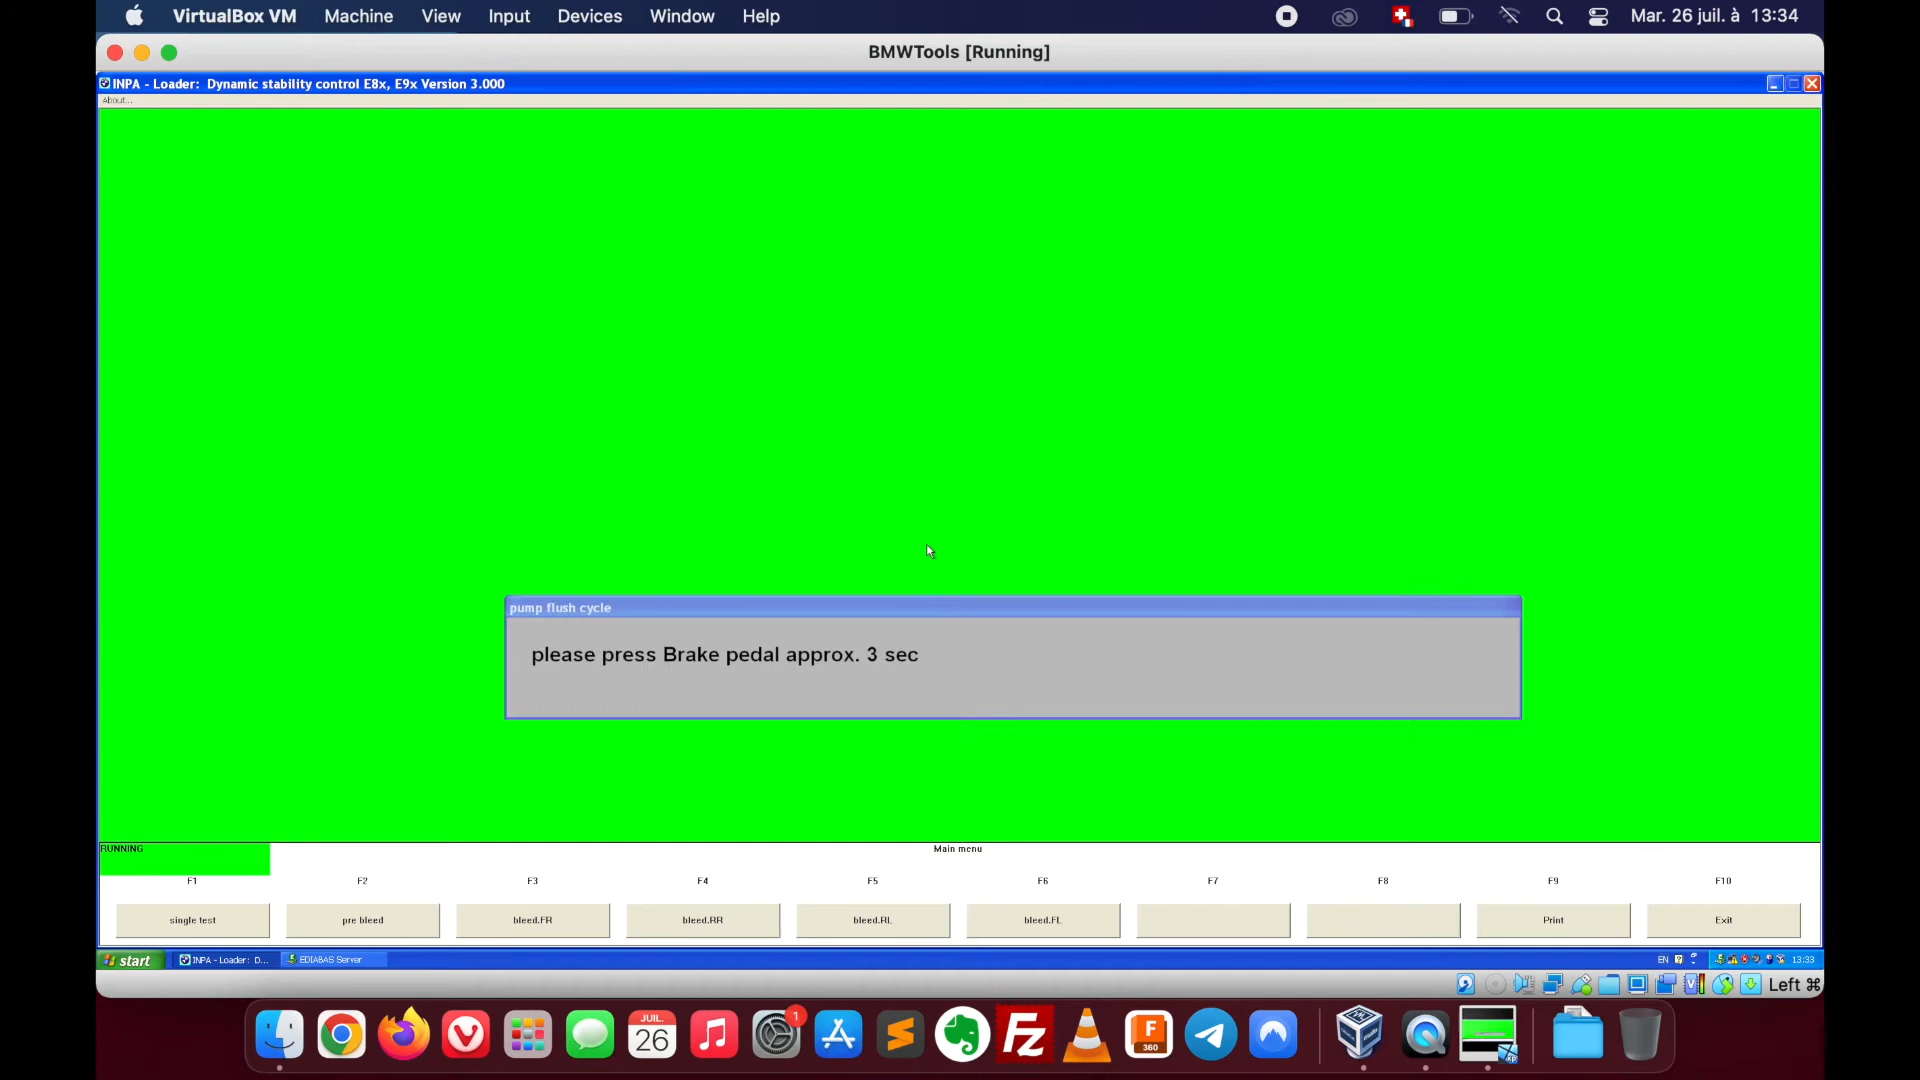 VirtualBox VM Machine View Input Devices Window Help Mar. 26 juil. à 13:34
BMWTools [Running]
INPA - Loader: Dynamic stability control E8x, E9x Version 3.000
About...
pump flush cycle
please press Brake pedal approx. 3 sec
RUNNING Main menu
F1 F2 F3 F4 F5 F6 F7 F8 F9 F10
single test pre bleed bleed.FR bleed.RR bleed.RL bleed.FL Print Exit
start INPA - Loader: D... EDIABAS Server EN 13:33
Left ⌘
JUIL.
26
1
Fz
F
360